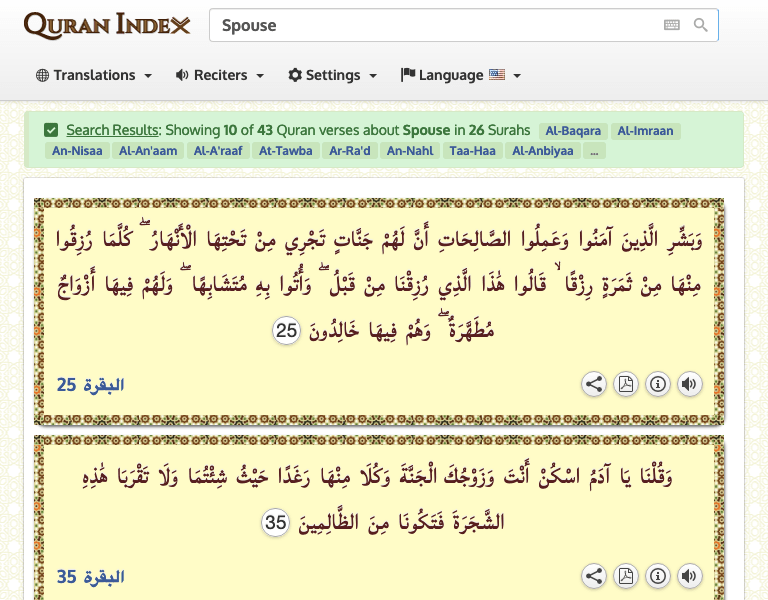 QURAN INDEX
Spouse
Translations Reciters Settings Language
Search Results: Showing 10 of 43 Quran verses about Spouse in 26 Surahs Al-Baqara Al-Imraan
An-Nisaa Al-An'aam Al-A'raaf At-Tawba Ar-Ra'd An-Nahl Taa-Haa Al-Anbiyaa ...
وَبَشِّرِ الَّذِينَ آمَنُوا وَعَمِلُوا الصَّالِحَاتِ أَنَّ لَهُمْ جَنَّاتٍ تَجْرِي مِنْ تَحْتِهَا الْأَنْهَارُ ۖ كُلَّمَا رُزِقُوا
مِنْهَا مِنْ ثَمَرَةٍ رِزْقًا ۙ قَالُوا هَٰذَا الَّذِي رُزِقْنَا مِنْ قَبْلُ ۖ وَأُتُوا بِهِ مُتَشَابِهًا ۖ وَلَهُمْ فِيهَا أَزْوَاجٌ
مُطَهَّرَةٌ ۖ وَهُمْ فِيهَا خَالِدُونَ 25
البقرة 25
وَقُلْنَا يَا آدَمُ اسْكُنْ أَنْتَ وَزَوْجُكَ الْجَنَّةَ وَكُلَا مِنْهَا رَغَدًا حَيْثُ شِئْتُمَا وَلَا تَقْرَبَا هَٰذِهِ
الشَّجَرَةَ فَتَكُونَا مِنَ الظَّالِمِينَ 35
البقرة 35